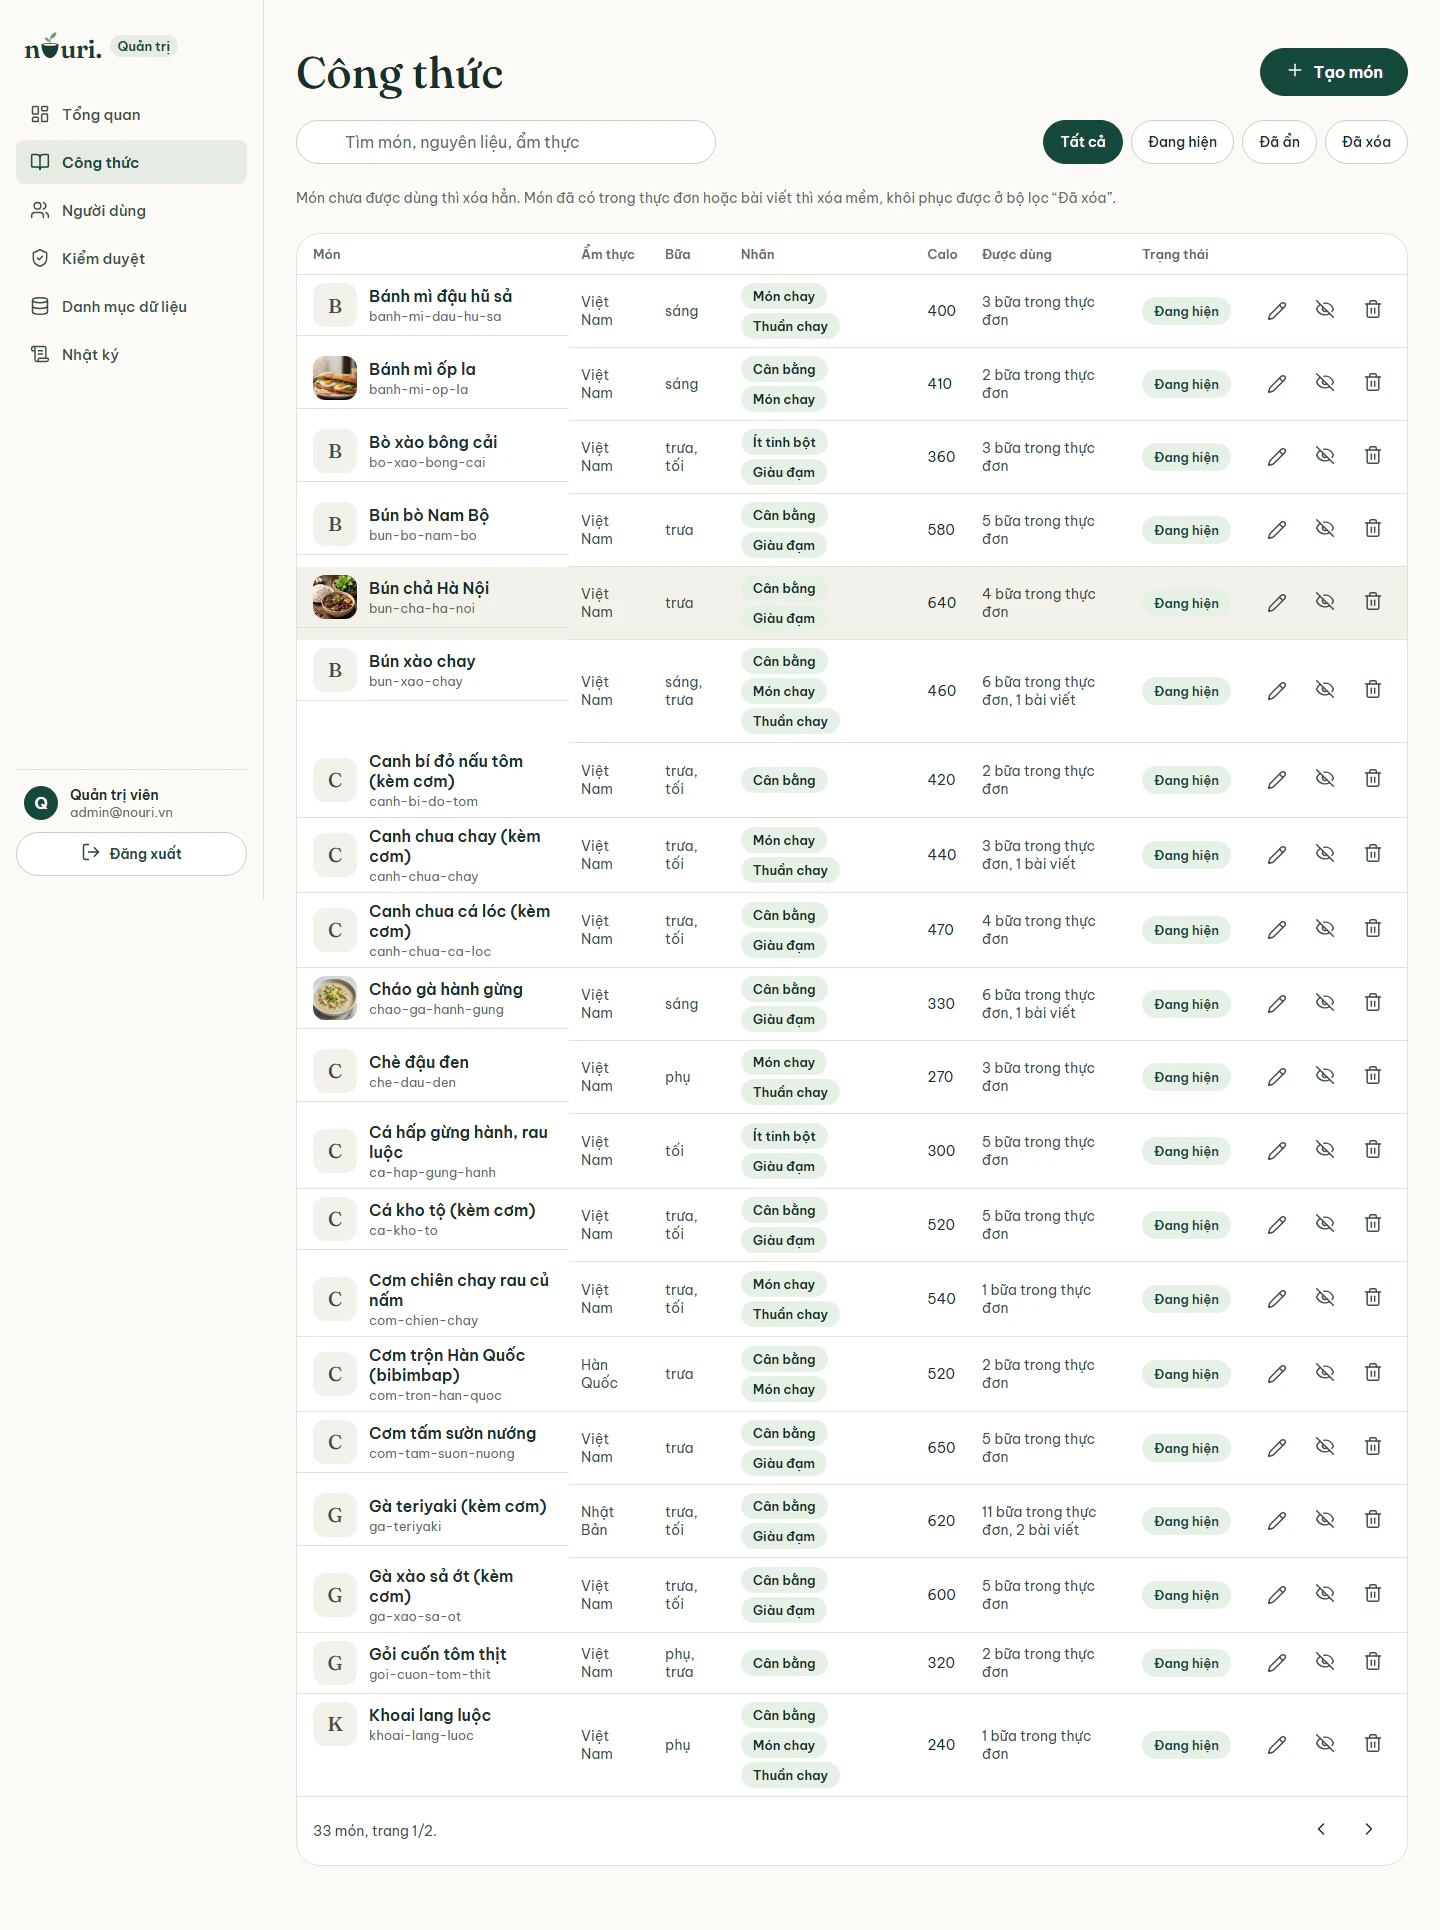 nuri.
Quản trị
Tổng quan
Công thức
Người dùng
Kiểm duyệt
Danh mục dữ liệu
Nhật ký
Q
Quản trị viên
admin@nouri.vn
Đăng xuất
Công thức
Tạo món
Tìm món, nguyên liệu, ẩm thực
Tất cả
Đang hiện
Đã ẩn
Đã xóa
Món chưa được dùng thì xóa hẳn. Món đã có trong thực đơn hoặc bài viết thì xóa mềm, khôi phục được ở bộ lọc “Đã xóa”.
Món Ẩm thực Bữa Nhãn Calo Được dùng Trạng thái
B
Bánh mì đậu hũ sả
banh-mi-dau-hu-sa
Việt
Nam
sáng
Món chay
Thuần chay
400
3 bữa trong thực
đơn
Đang hiện
Bánh mì ốp la
banh-mi-op-la
Việt
Nam
sáng
Cân bằng
Món chay
410
2 bữa trong thực
đơn
Đang hiện
B
Bò xào bông cải
bo-xao-bong-cai
Việt
Nam
trưa,
tối
Ít tinh bột
Giàu đạm
360
3 bữa trong thực
đơn
Đang hiện
B
Bún bò Nam Bộ
bun-bo-nam-bo
Việt
Nam
trưa
Cân bằng
Giàu đạm
580
5 bữa trong thực
đơn
Đang hiện
Bún chả Hà Nội
bun-cha-ha-noi
Việt
Nam
trưa
Cân bằng
Giàu đạm
640
4 bữa trong thực
đơn
Đang hiện
B
Bún xào chay
bun-xao-chay
Việt
Nam
sáng,
trưa
Cân bằng
Món chay
Thuần chay
460
6 bữa trong thực
đơn, 1 bài viết
Đang hiện
C
Canh bí đỏ nấu tôm
(kèm cơm)
canh-bi-do-tom
Việt
Nam
trưa,
tối
Cân bằng
420
2 bữa trong thực
đơn
Đang hiện
C
Canh chua chay (kèm
cơm)
canh-chua-chay
Việt
Nam
trưa,
tối
Món chay
Thuần chay
440
3 bữa trong thực
đơn, 1 bài viết
Đang hiện
C
Canh chua cá lóc (kèm
cơm)
canh-chua-ca-loc
Việt
Nam
trưa,
tối
Cân bằng
Giàu đạm
470
4 bữa trong thực
đơn
Đang hiện
Cháo gà hành gừng
chao-ga-hanh-gung
Việt
Nam
sáng
Cân bằng
Giàu đạm
330
6 bữa trong thực
đơn, 1 bài viết
Đang hiện
C
Chè đậu đen
che-dau-den
Việt
Nam
phụ
Món chay
Thuần chay
270
3 bữa trong thực
đơn
Đang hiện
C
Cá hấp gừng hành, rau
luộc
ca-hap-gung-hanh
Việt
Nam
tối
Ít tinh bột
Giàu đạm
300
5 bữa trong thực
đơn
Đang hiện
C
Cá kho tộ (kèm cơm)
ca-kho-to
Việt
Nam
trưa,
tối
Cân bằng
Giàu đạm
520
5 bữa trong thực
đơn
Đang hiện
C
Cơm chiên chay rau củ
nấm
com-chien-chay
Việt
Nam
trưa,
tối
Món chay
Thuần chay
540
1 bữa trong thực
đơn
Đang hiện
C
Cơm trộn Hàn Quốc
(bibimbap)
com-tron-han-quoc
Hàn
Quốc
trưa
Cân bằng
Món chay
520
2 bữa trong thực
đơn
Đang hiện
C
Cơm tấm sườn nướng
com-tam-suon-nuong
Việt
Nam
trưa
Cân bằng
Giàu đạm
650
5 bữa trong thực
đơn
Đang hiện
G
Gà teriyaki (kèm cơm)
ga-teriyaki
Nhật
Bản
trưa,
tối
Cân bằng
Giàu đạm
620
11 bữa trong thực
đơn, 2 bài viết
Đang hiện
G
Gà xào sả ớt (kèm
cơm)
ga-xao-sa-ot
Việt
Nam
trưa,
tối
Cân bằng
Giàu đạm
600
5 bữa trong thực
đơn
Đang hiện
G
Gỏi cuốn tôm thịt
goi-cuon-tom-thit
Việt
Nam
phụ,
trưa
Cân bằng
320
2 bữa trong thực
đơn
Đang hiện
K
Khoai lang luộc
khoai-lang-luoc
Việt
Nam
phụ
Cân bằng
Món chay
Thuần chay
240
1 bữa trong thực
đơn
Đang hiện
33 món, trang 1/2.